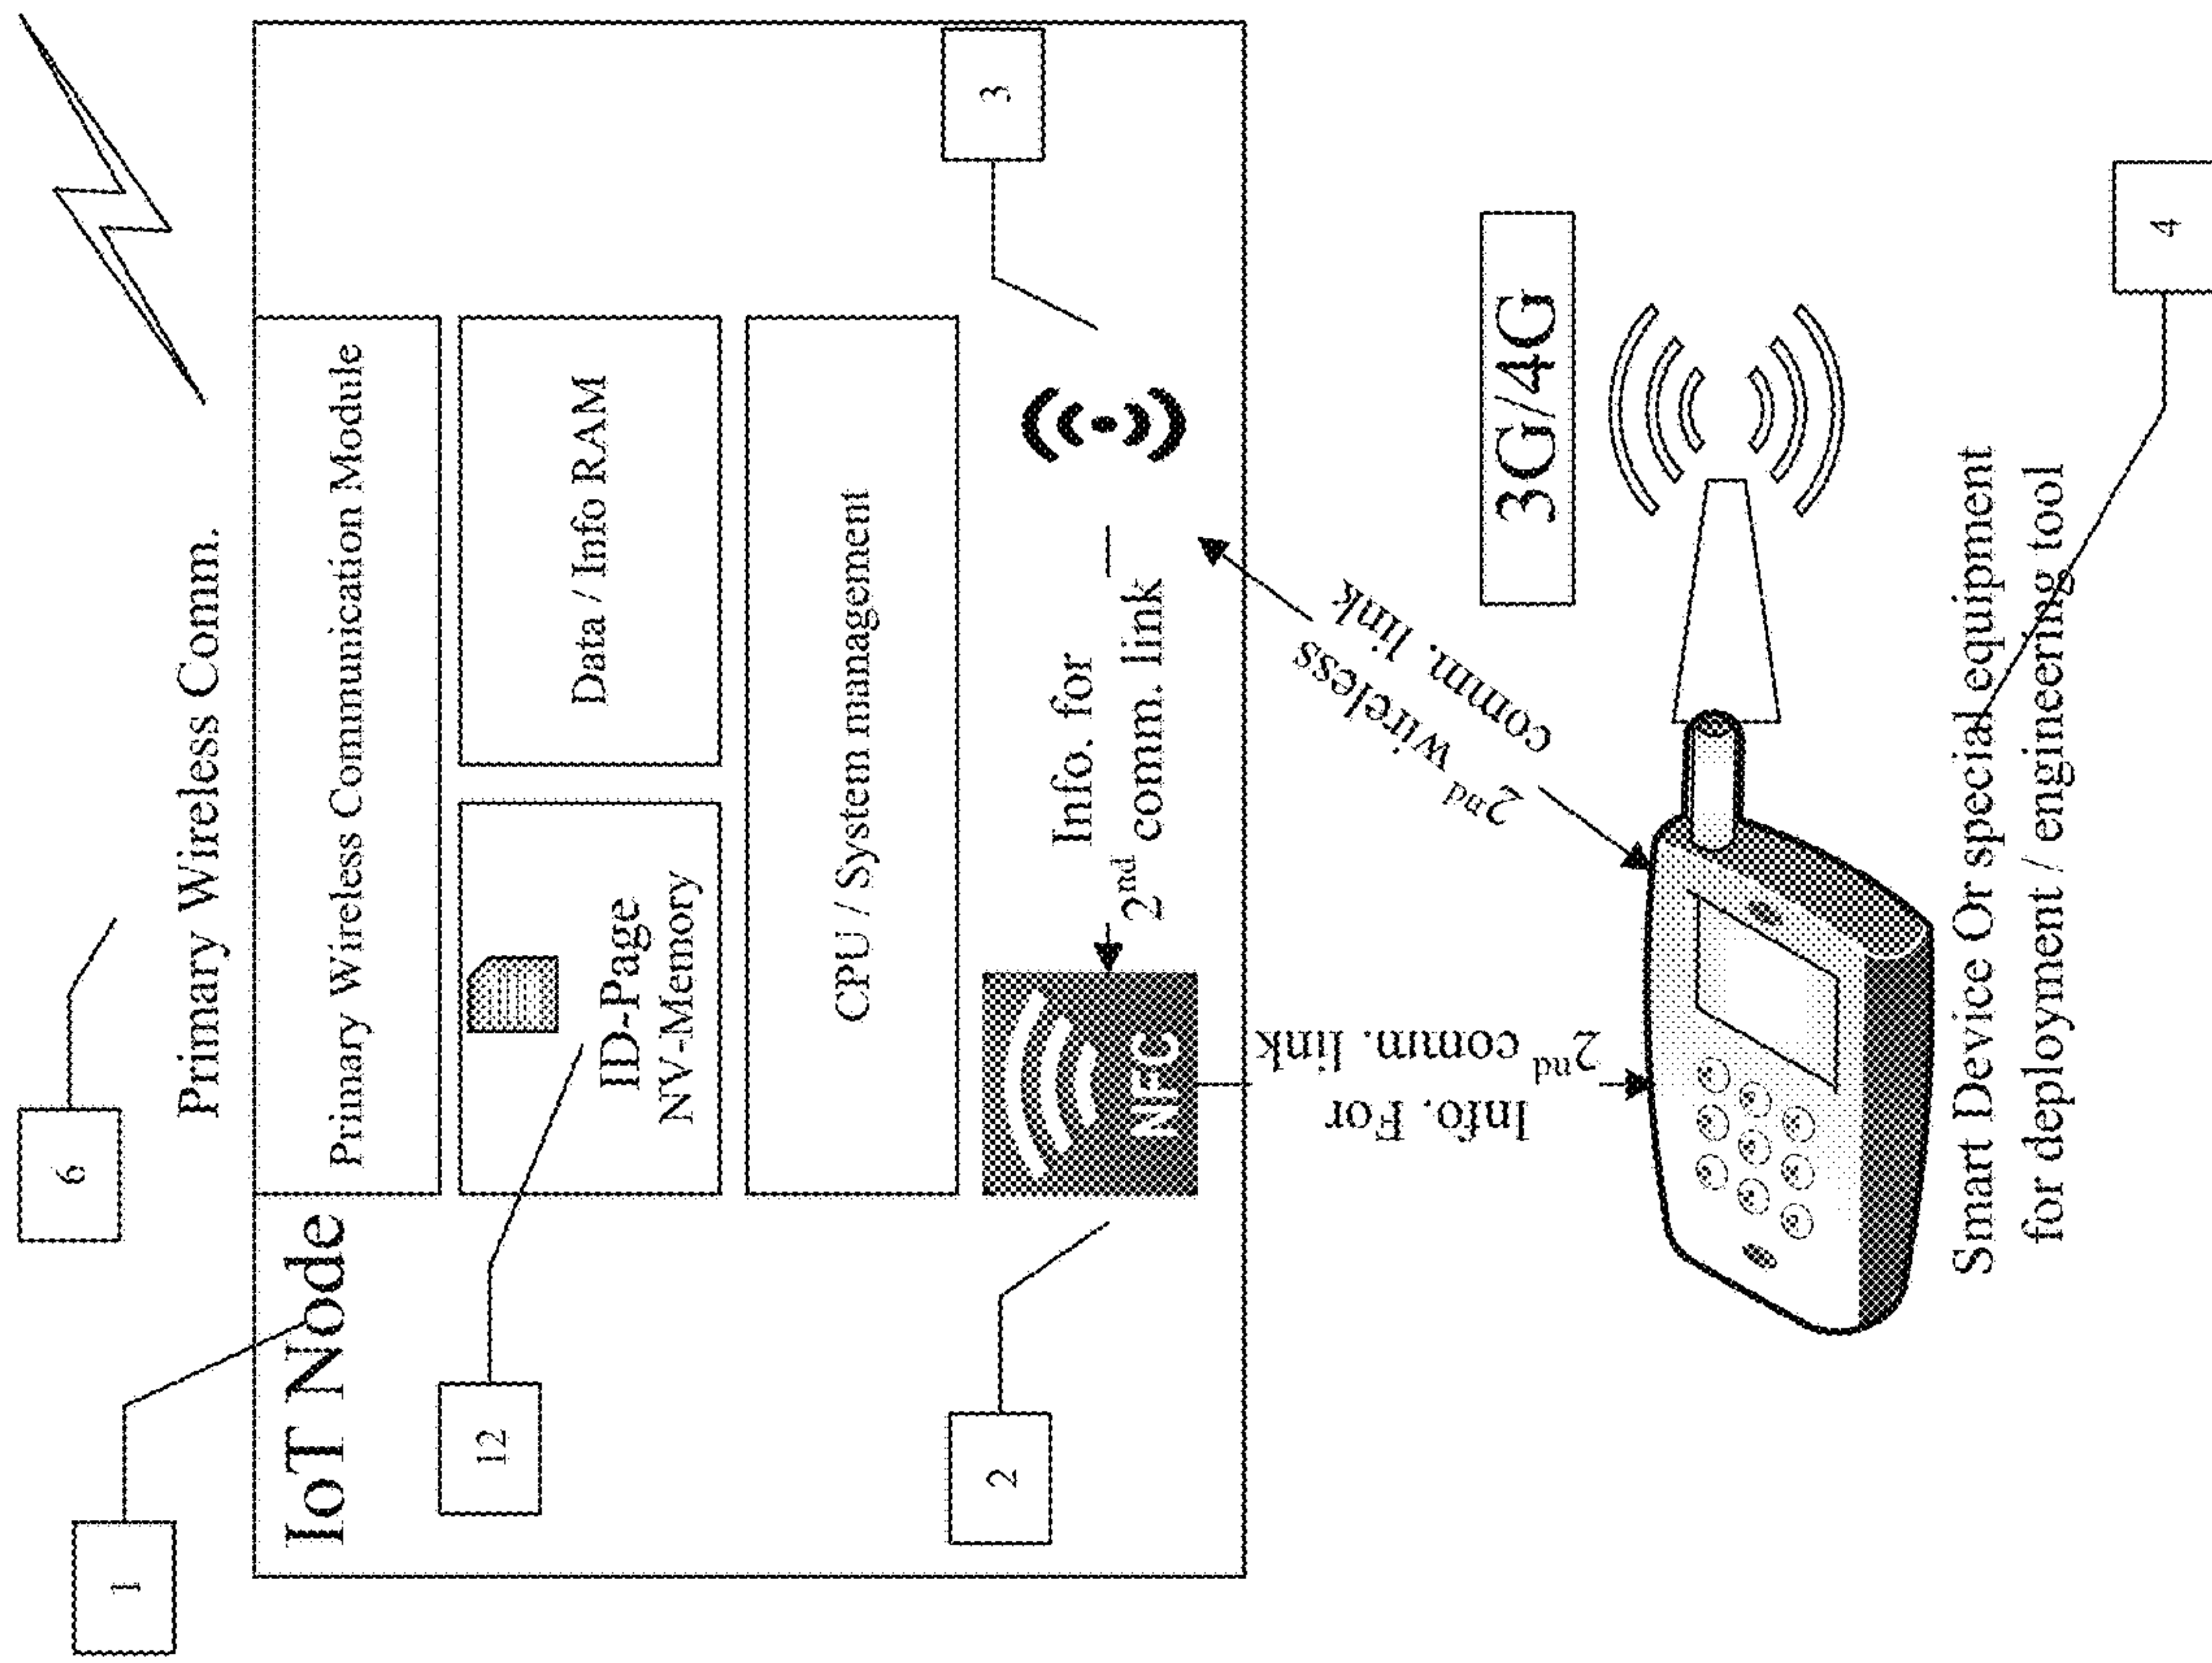 6
Primary Wireless Comm.
1
IoT Node
Primary Wireless Communication Module
12
ID-Page
NV-Memory
Data / Info RAM
CPU / System management
2
NFC
Info. for
2nd comm. link
3
Info. For
2nd comm. link
2nd wireless
comm. link
3G/4G
Smart Device Or special equipment
for deployment / engineering tool
4